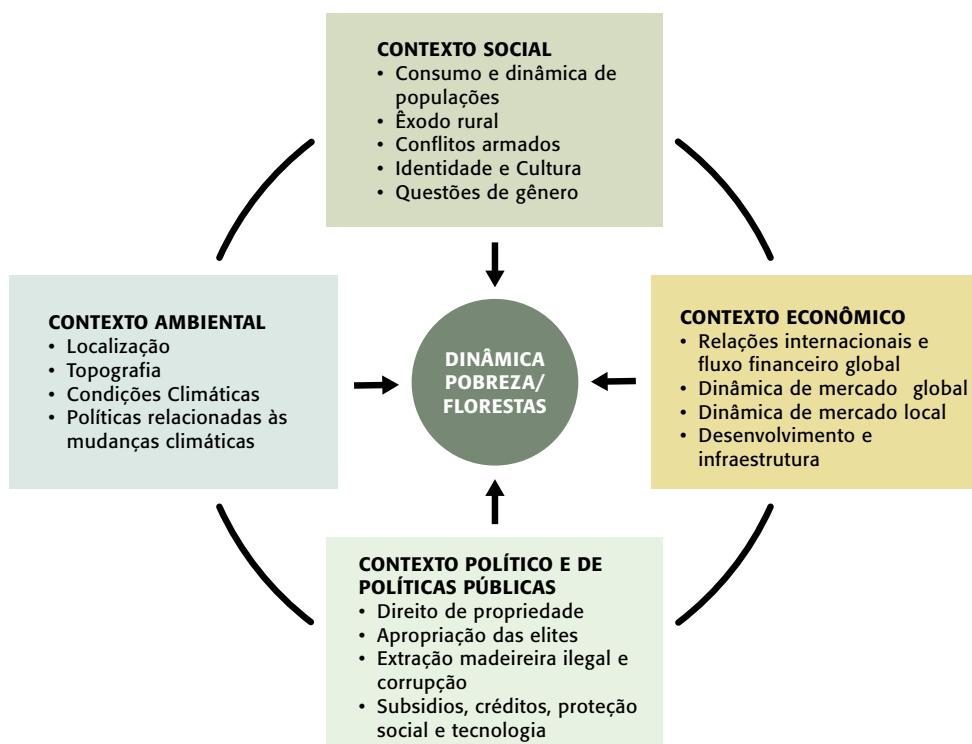 CONTEXTO SOCIAL
• Consumo e dinâmica de
populações
• Êxodo rural
• Conflitos armados
• Identidade e Cultura
• Questões de gênero
CONTEXTO AMBIENTAL
• Localização
• Topografia
• Condições Climáticas
• Políticas relacionadas às
mudanças climáticas
DINÂMICA
POBREZA/
FLORESTAS
CONTEXTO ECONÔMICO
• Relações internacionais e
fluxo financeiro global
• Dinâmica de mercado global
• Dinâmica de mercado local
• Desenvolvimento e
infraestrutura
CONTEXTO POLÍTICO E DE
POLÍTICAS PÚBLICAS
• Direito de propriedade
• Apropriação das elites
• Extração madeireira ilegal e
corrupção
• Subsidios, créditos, proteção
social e tecnologia